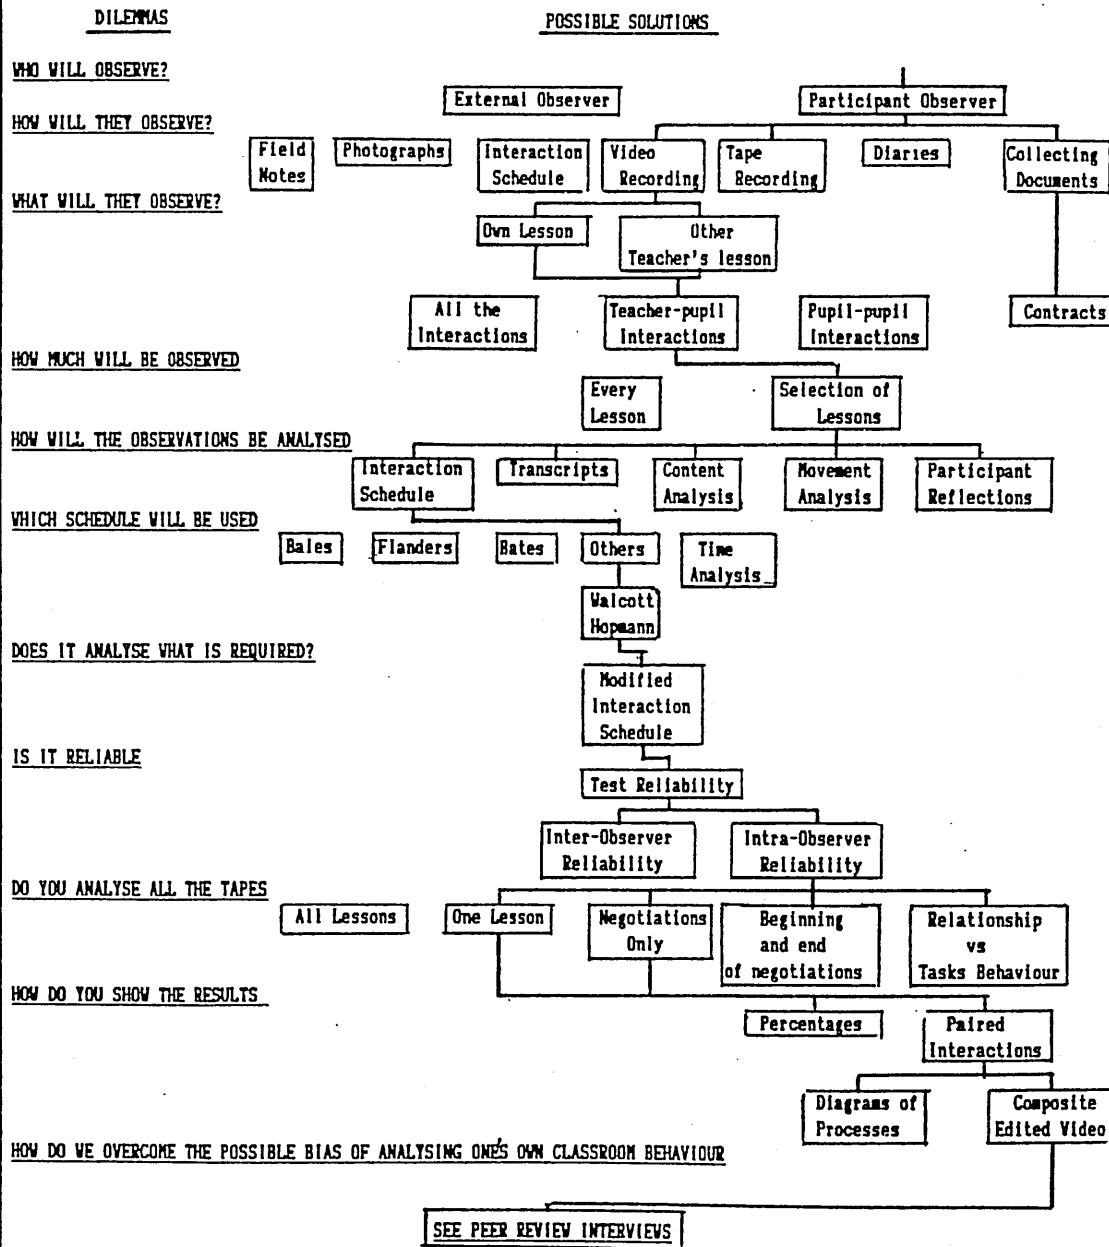 DILEMMAS
POSSIBLE SOLUTIONS
WHO WILL OBSERVE?
External Observer
Participant Observer
HOW WILL THEY OBSERVE?
Field
Notes
Photographs
Interaction
Schedule
Video
Recording
Tape
Recording
Diaries
Collecting
Documents
WHAT WILL THEY OBSERVE?
Own Lesson
Other
Teacher's lesson
All the
Interactions
Teacher-pupil
Interactions
Pupil-pupil
Interactions
Contracts
HOW MUCH WILL BE OBSERVED
Every
Lesson
Selection of
Lessons
HOW WILL THE OBSERVATIONS BE ANALYSED
Interaction
Schedule
Transcripts
Content
Analysis
Movement
Analysis
Participant
Reflections
WHICH SCHEDULE WILL BE USED
Bales
Flanders
Bates
Others
Time
Analysis
Walcott
Hopmann
DOES IT ANALYSE WHAT IS REQUIRED?
Modified
Interaction
Schedule
IS IT RELIABLE
Test Reliability
Inter-Observer
Reliability
Intra-Observer
Reliability
DO YOU ANALYSE ALL THE TAPES
All Lessons
One Lesson
Negotiations
Only
Beginning
and end
of negotiations
Relationship
vs
Tasks Behaviour
HOW DO YOU SHOW THE RESULTS
Percentages
Paired
Interactions
Diagrams of
Processes
Composite
Edited Video
HOW DO WE OVERCOME THE POSSIBLE BIAS OF ANALYSING ONE'S OWN CLASSROOM BEHAVIOUR
SEE PEER REVIEW INTERVIEWS